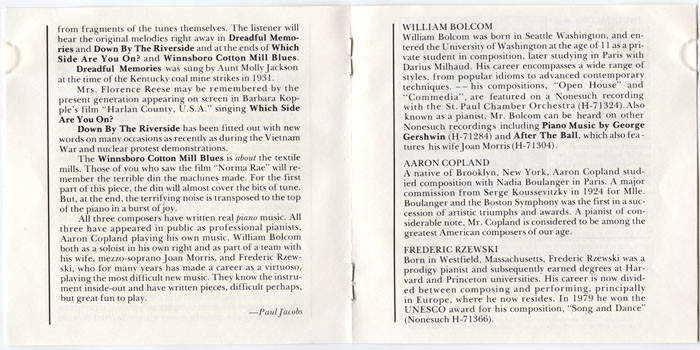 from fragments of the tunes themselves. The listener will
hear the original melodies right away in Dreadful Memo-
ries and Down By The Riverside and at the ends of Which
Side Are You On? and Winnsboro Cotton Mill Blues.
Dreadful Memories was sung by Aunt Molly Jackson
at the time of the Kentucky coal mine strikes in 1931.
Mrs. Florence Reese may be remembered by the
present generation appearing on screen in Barbara Kop-
ple's film "Harlan County, U.S.A." singing Which Side
Are You On?
Down By The Riverside has been fitted out with new
words on many occasions as recently as during the Vietnam
War and nuclear protest demonstrations.
The Winnsboro Cotton Mill Blues is about the textile
mills. Those of you who saw the film "Norma Rae" will re-
member the terrible din the machines made. For the first
part of this piece, the din will almost cover the bits of tune.
But, at the end, the terrifying noise is transposed to the top
of the piano in a burst of joy.
All three composers have written real piano music. All
three have appeared in public as professional pianists,
Aaron Copland playing his own music, William Bolcom
both as a soloist in his own right and as part of a team with
his wife, mezzo-soprano Joan Morris, and Frederic Rzew-
ski, who for many years has made a career as a virtuoso,
playing the most difficult new music. They know the instru-
ment inside-out and have written pieces, difficult perhaps,
but great fun to play.
—Paul Jacobs
WILLIAM BOLCOM
William Bolcom was born in Seattle Washington, and en-
tered the University of Washington at the age of 11 as a pri-
vate student in composition, later studying in Paris with
Darius Milhaud. His career encompasses a wide range of
styles, from popular idioms to advanced contemporary
techniques. -- his compositions, "Open House" and
"Commedia", are featured on a Nonesuch recording
with the St. Paul Chamber Orchestra (H-71324). Also
known as a pianist, Mr. Bolcom can be heard on other
Nonesuch recordings including Piano Music by George
Gershwin (H-71284) and After The Ball, which also fea-
tures his wife Joan Morris (H-71304).
AARON COPLAND
A native of Brooklyn, New York, Aaron Copland stud-
ied composition with Nadia Boulanger in Paris. A major
commission from Serge Koussevitzky in 1924 for Mlle.
Boulanger and the Boston Symphony was the first in a suc-
cession of artistic triumphs and awards. A pianist of con-
siderable note, Mr. Copland is considered to be among the
greatest American composers of our age.
FREDERIC RZEWSKI
Born in Westfield, Massachusetts, Frederic Rzewski was a
prodigy pianist and subsequently earned degrees at Har-
vard and Princeton universities. His career is now divid-
ed between composing and performing, principally
in Europe, where he now resides. In 1979 he won the
UNESCO award for his composition, "Song and Dance"
(Nonesuch H-71366).